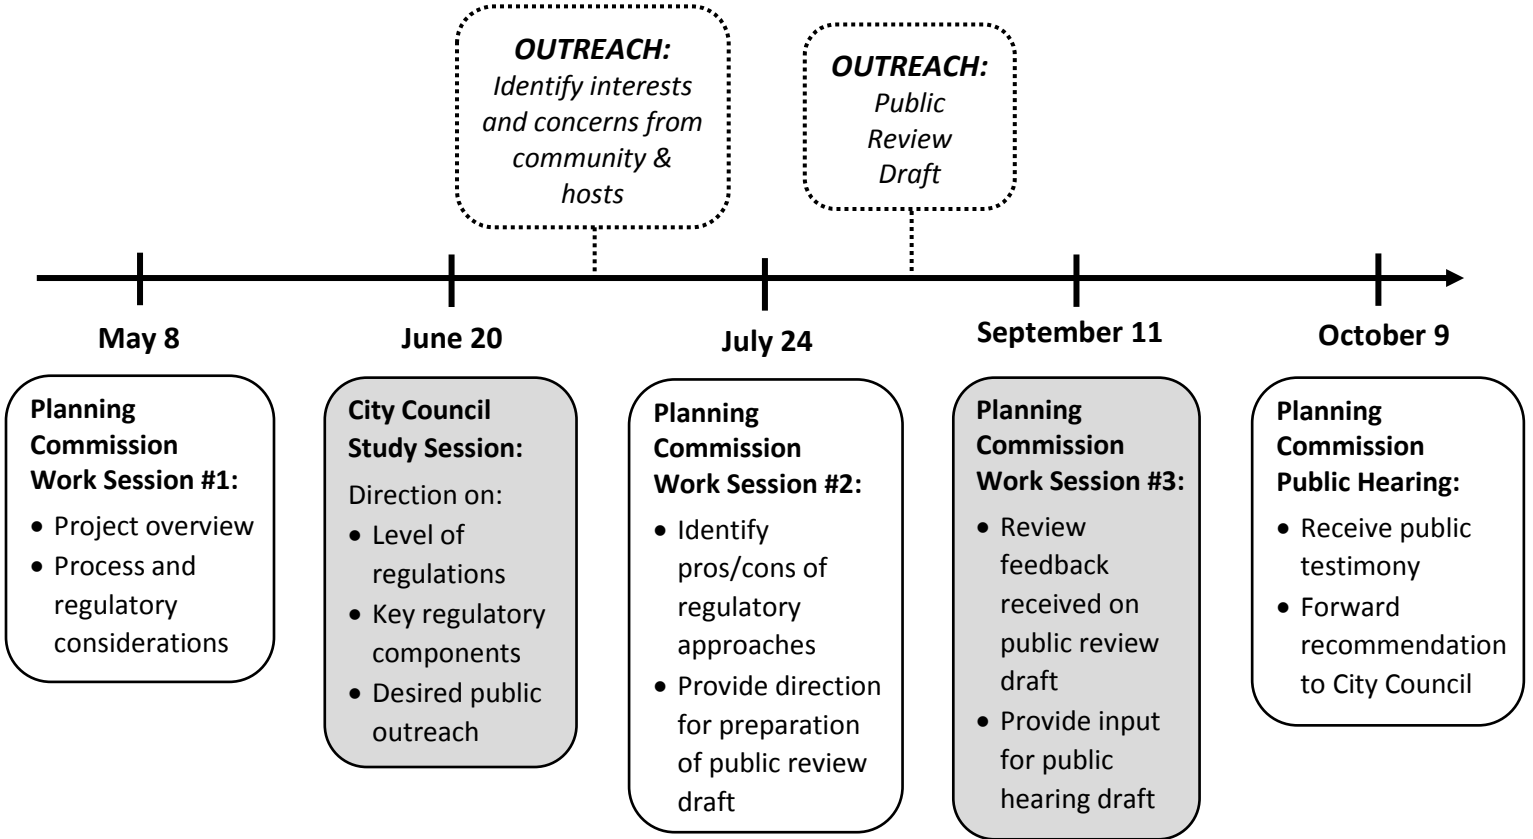 OUTREACH:
Identify interests
and concerns from
community &
hosts
OUTREACH:
Public
Review
Draft
May 8
June 20
July 24
September 11
October 9
Planning
Commission
Work Session #1:
• Project overview
• Process and
regulatory
considerations
City Council
Study Session:
Direction on:
• Level of
regulations
• Key regulatory
components
• Desired public
outreach
Planning
Commission
Work Session #2:
• Identify
pros/cons of
regulatory
approaches
• Provide direction
for preparation
of public review
draft
Planning
Commission
Work Session #3:
• Review
feedback
received on
public review
draft
• Provide input
for public
hearing draft
Planning
Commission
Public Hearing:
• Receive public
testimony
• Forward
recommendation
to City Council